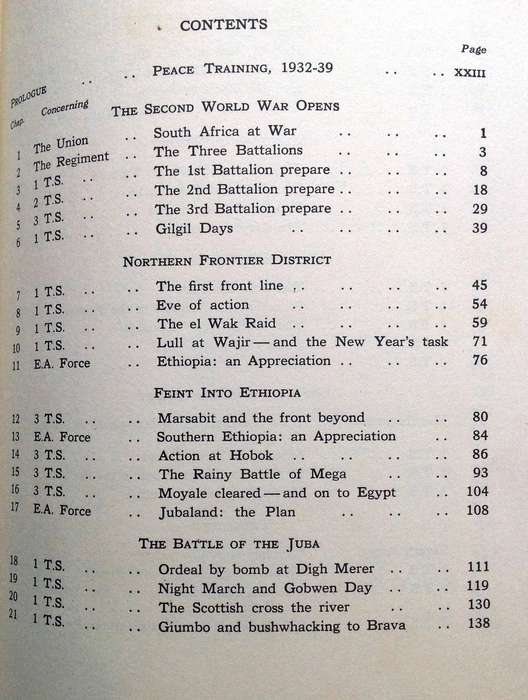 CONTENTS
Page
PROLOGUE .. .. PEACE TRAINING, 1932-39 .. .. XXIII
Chap. Concerning THE SECOND WORLD WAR OPENS
1 The Union .. South Africa at War .. .. .. 1
2 The Regiment .. The Three Battalions .. .. .. 3
3 1 T.S. .. .. The 1st Battalion prepare .. .. .. 8
4 2 T.S. .. .. The 2nd Battalion prepare .. .. .. 18
5 3 T.S. .. .. The 3rd Battalion prepare .. .. .. 29
6 1 T.S. .. .. Gilgil Days .. .. .. 39
NORTHERN FRONTIER DISTRICT
7 1 T.S. .. .. The first front line .. .. .. 45
8 1 T.S. .. .. Eve of action .. .. .. 54
9 1 T.S. .. .. The el Wak Raid .. .. .. 59
10 1 T.S. .. .. Lull at Wajir — and the New Year's task 71
11 E.A. Force .. Ethiopia: an Appreciation .. .. .. 76
FEINT INTO ETHIOPIA
12 3 T.S. .. .. Marsabit and the front beyond .. .. 80
13 E.A. Force .. Southern Ethiopia: an Appreciation .. 84
14 3 T.S. .. .. Action at Hobok .. .. .. .. 86
15 3 T.S. .. .. The Rainy Battle of Mega .. .. 93
16 3 T.S. .. .. Moyale cleared — and on to Egypt .. 104
17 E.A. Force .. Jubaland: the Plan .. .. .. 108
THE BATTLE OF THE JUBA
18 1 T.S. .. .. Ordeal by bomb at Digh Merer .. .. 111
19 1 T.S. .. .. Night March and Gobwen Day .. .. 119
20 1 T.S. .. .. The Scottish cross the river .. .. 130
21 1 T.S. .. .. Giumbo and bushwhacking to Brava .. 138